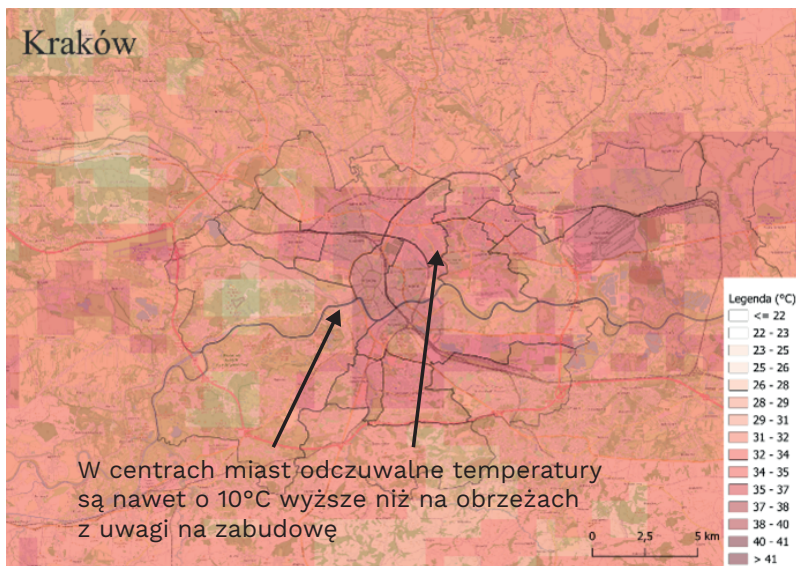 Kraków
W centrach miast odczuwalne temperatury
są nawet o 10°C wyższe niż na obrzeżach
z uwagi na zabudowę
Legenda (°C)
<= 22
22 - 23
23 - 25
25 - 26
26 - 28
28 - 29
29 - 31
31 - 32
32 - 34
34 - 35
35 - 37
37 - 38
38 - 40
40 - 41
> 41
0 2,5 5 km